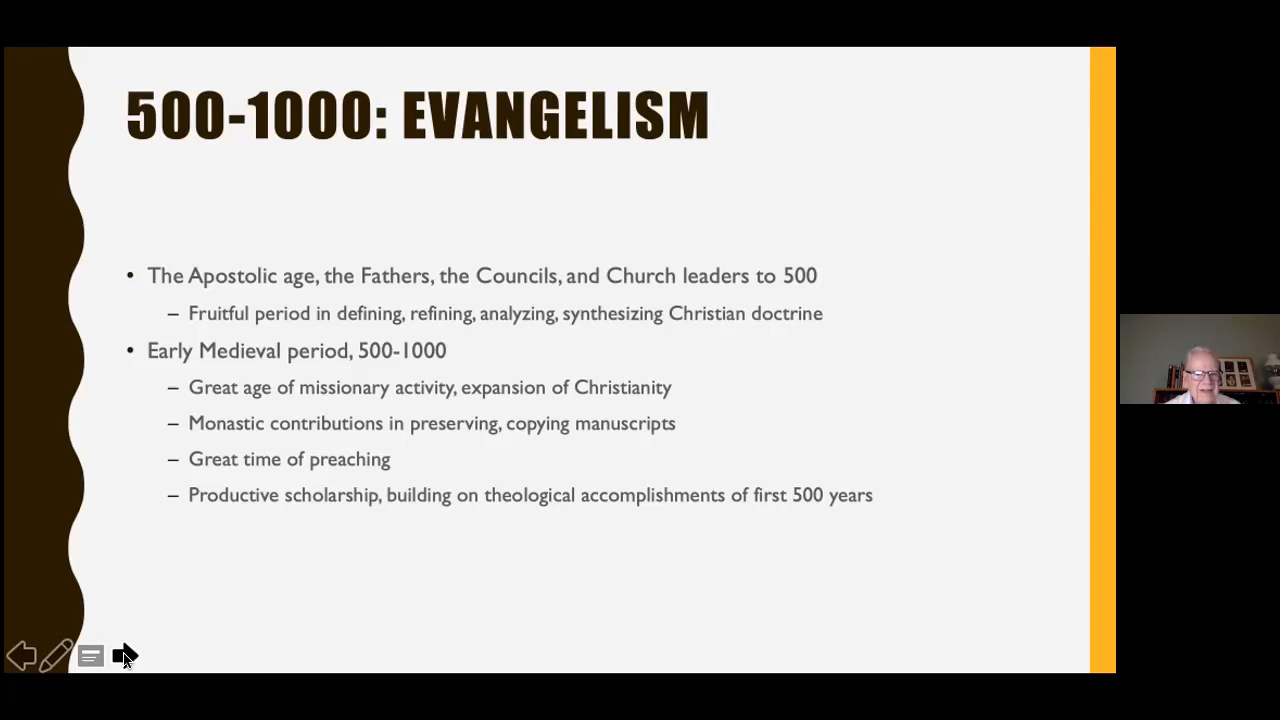 500-1000: EVANGELISM
• The Apostolic age, the Fathers, the Councils, and Church leaders to 500
– Fruitful period in defining, refining, analyzing, synthesizing Christian doctrine
• Early Medieval period, 500-1000
– Great age of missionary activity, expansion of Christianity
– Monastic contributions in preserving, copying manuscripts
– Great time of preaching
– Productive scholarship, building on theological accomplishments of first 500 years